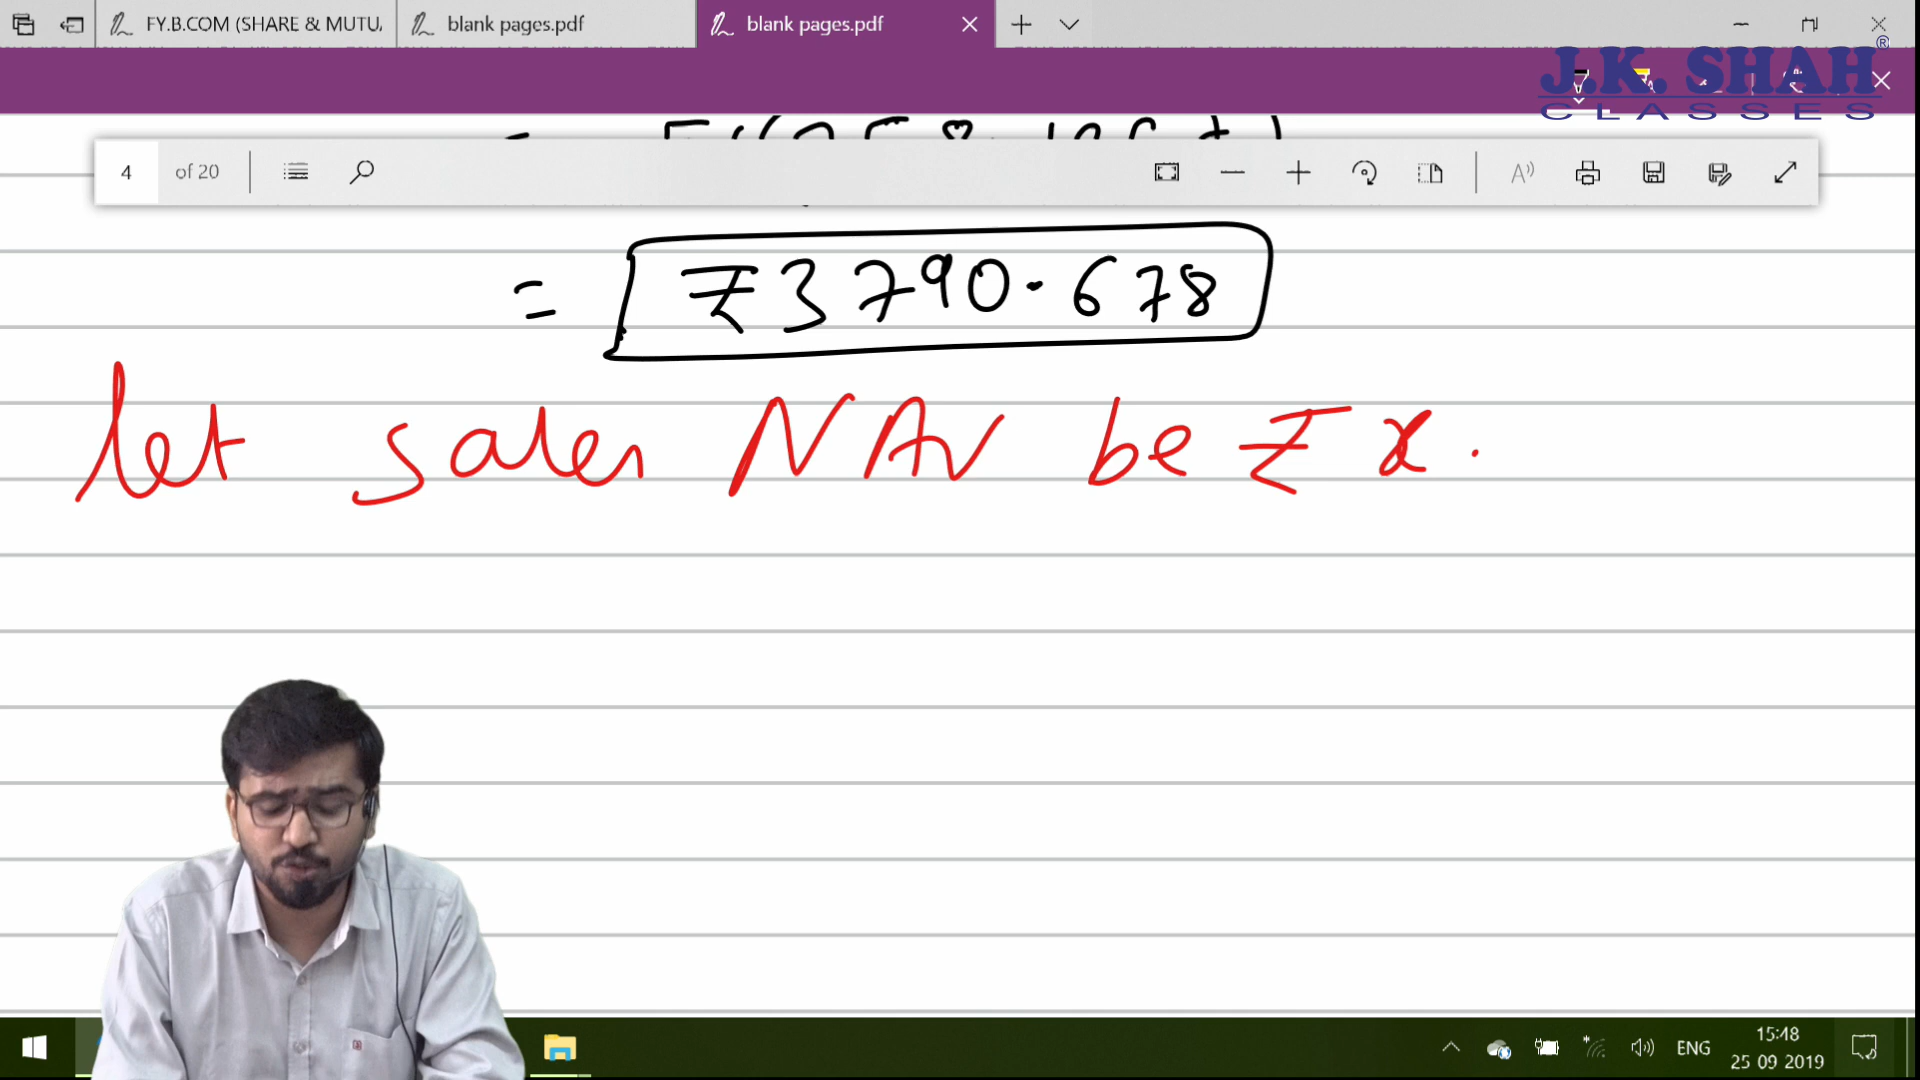 FY.B.COM (SHARE & MUTU
blank pages.pdf
blank pages.pdf
J.K. SHAH®
CLASSES
4 of 20
= ₹3790.678
let sales NAV be ₹ x.
ENG
15:48
25 09 2019